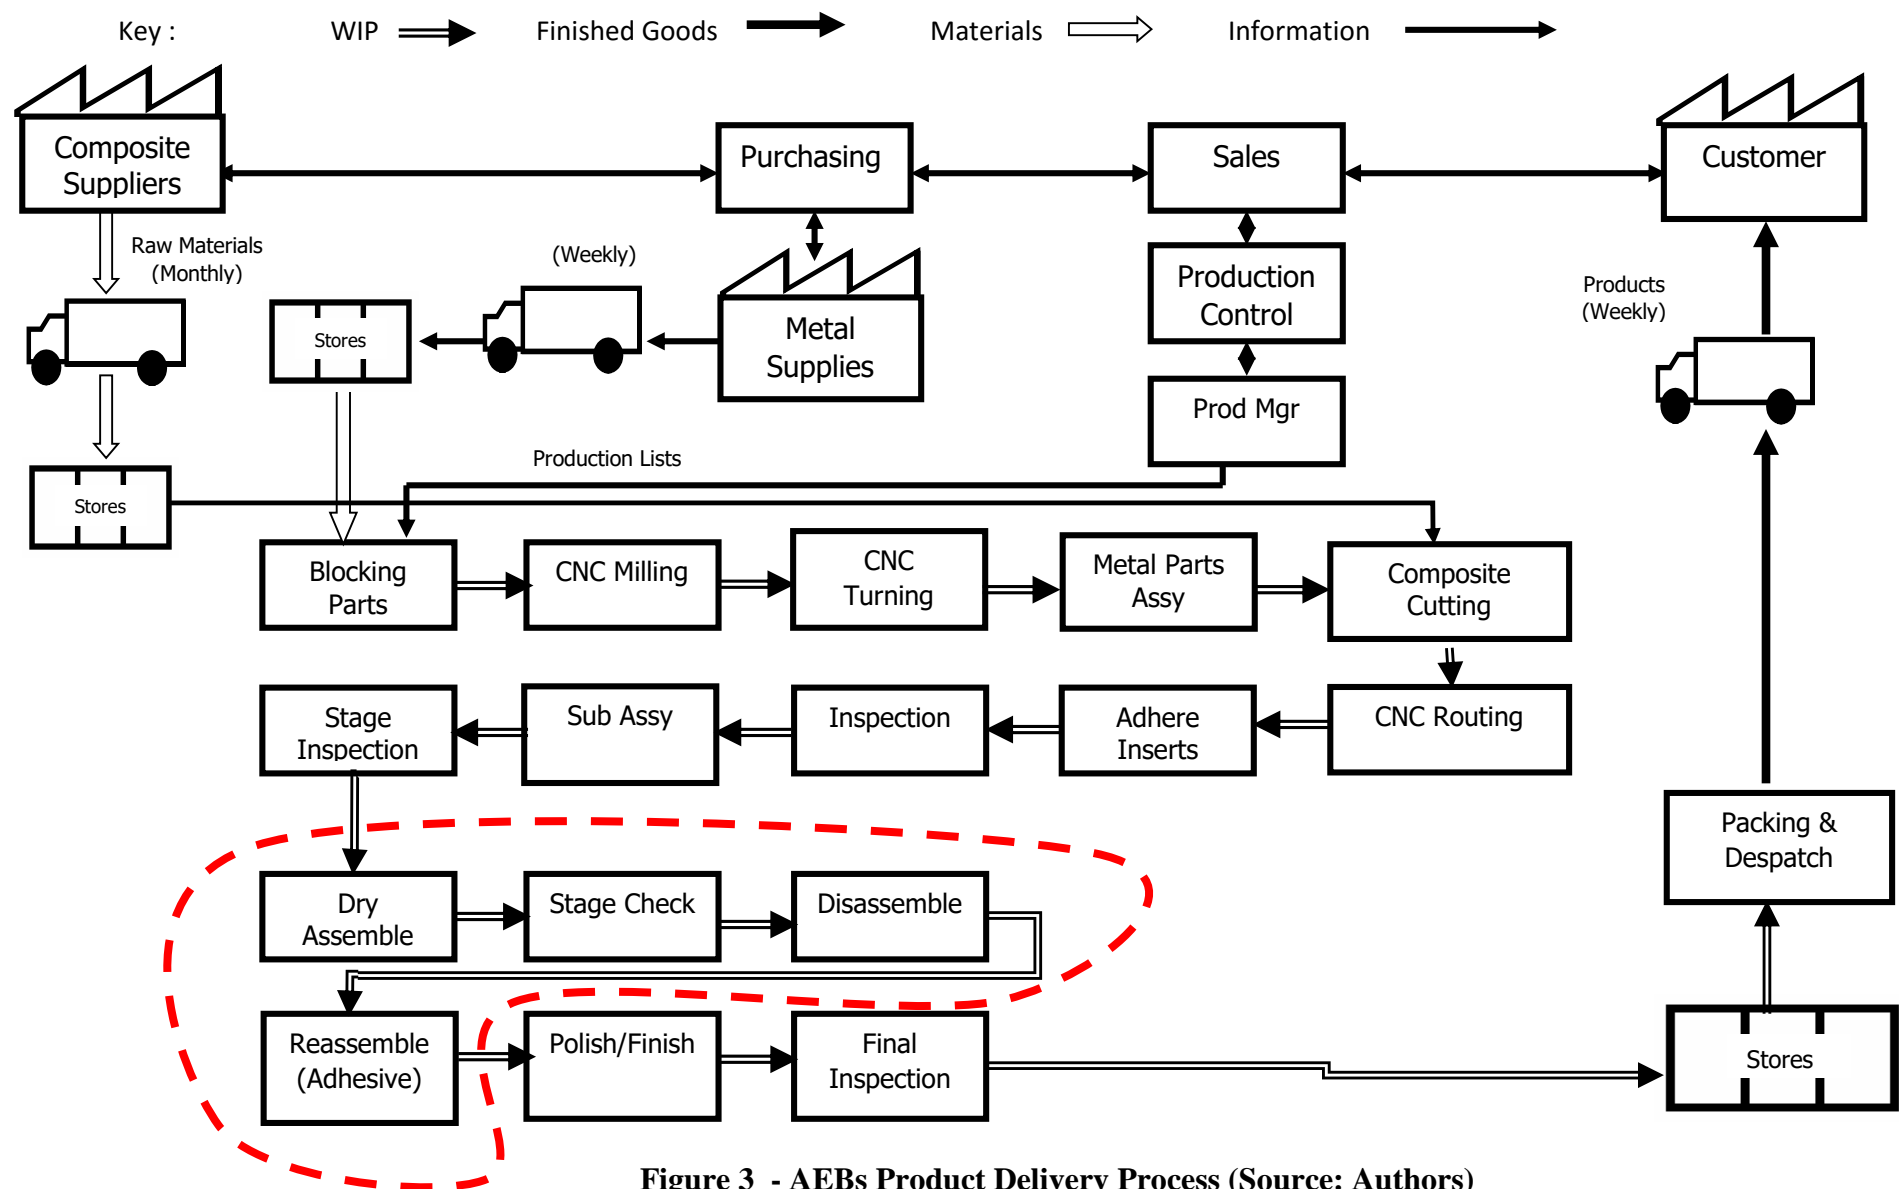 Key :
WIP
Finished Goods
Materials
Information
Composite
Suppliers
Purchasing
Sales
Customer
Raw Materials
(Monthly)
(Weekly)
Production
Control
Products
(Weekly)
Stores
Metal
Supplies
Prod Mgr
Production Lists
Stores
Blocking
Parts
CNC Milling
CNC
Turning
Metal Parts
Assy
Composite
Cutting
Stage
Inspection
Sub Assy
Inspection
Adhere
Inserts
CNC Routing
Packing &
Despatch
Dry
Assemble
Stage Check
Disassemble
Reassemble
(Adhesive)
Polish/Finish
Final
Inspection
Stores
Figure 3 - AEBs Product Delivery Process (Source: Authors)